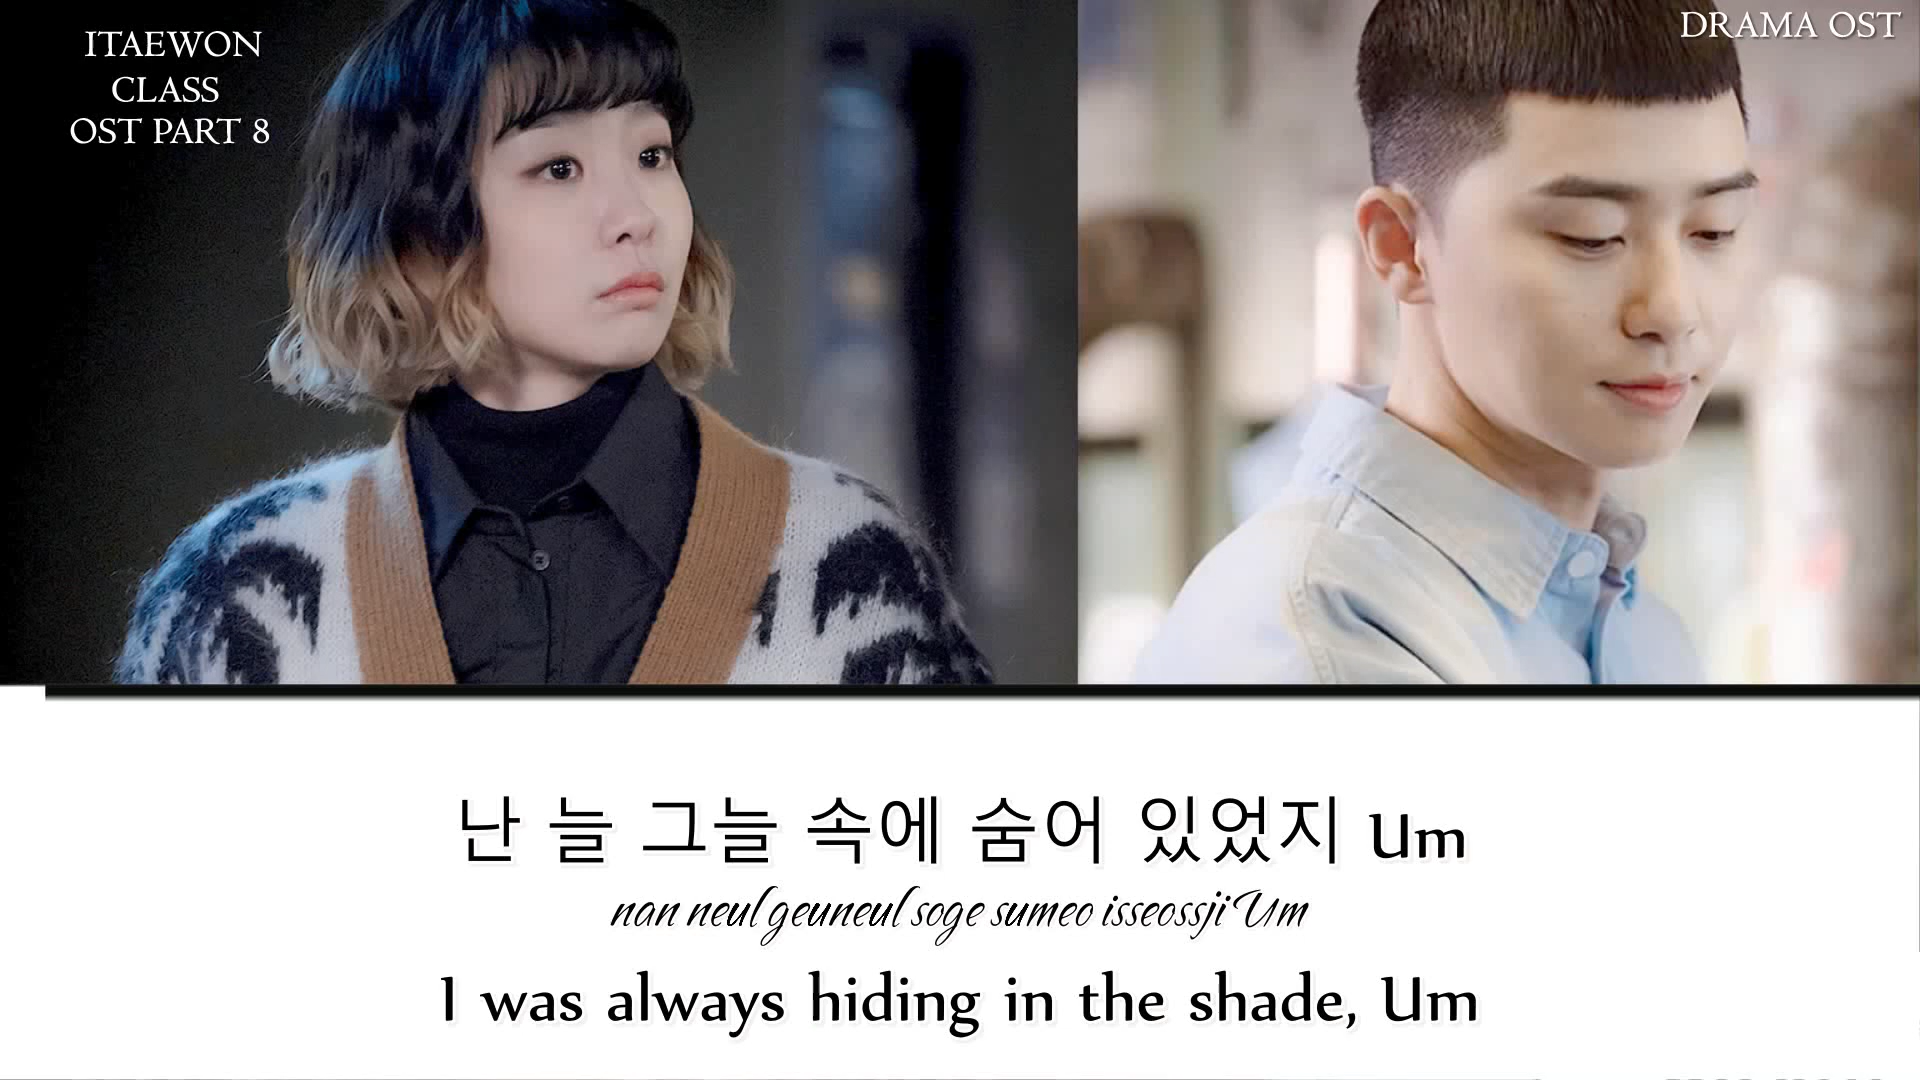 ITAEWON
CLASS
OST PART 8
DRAMA OST
난 늘 그늘 속에 숨어 있었지 Um
nan neul geuneul soge sumeo isseossji Um
I was always hiding in the shade, Um